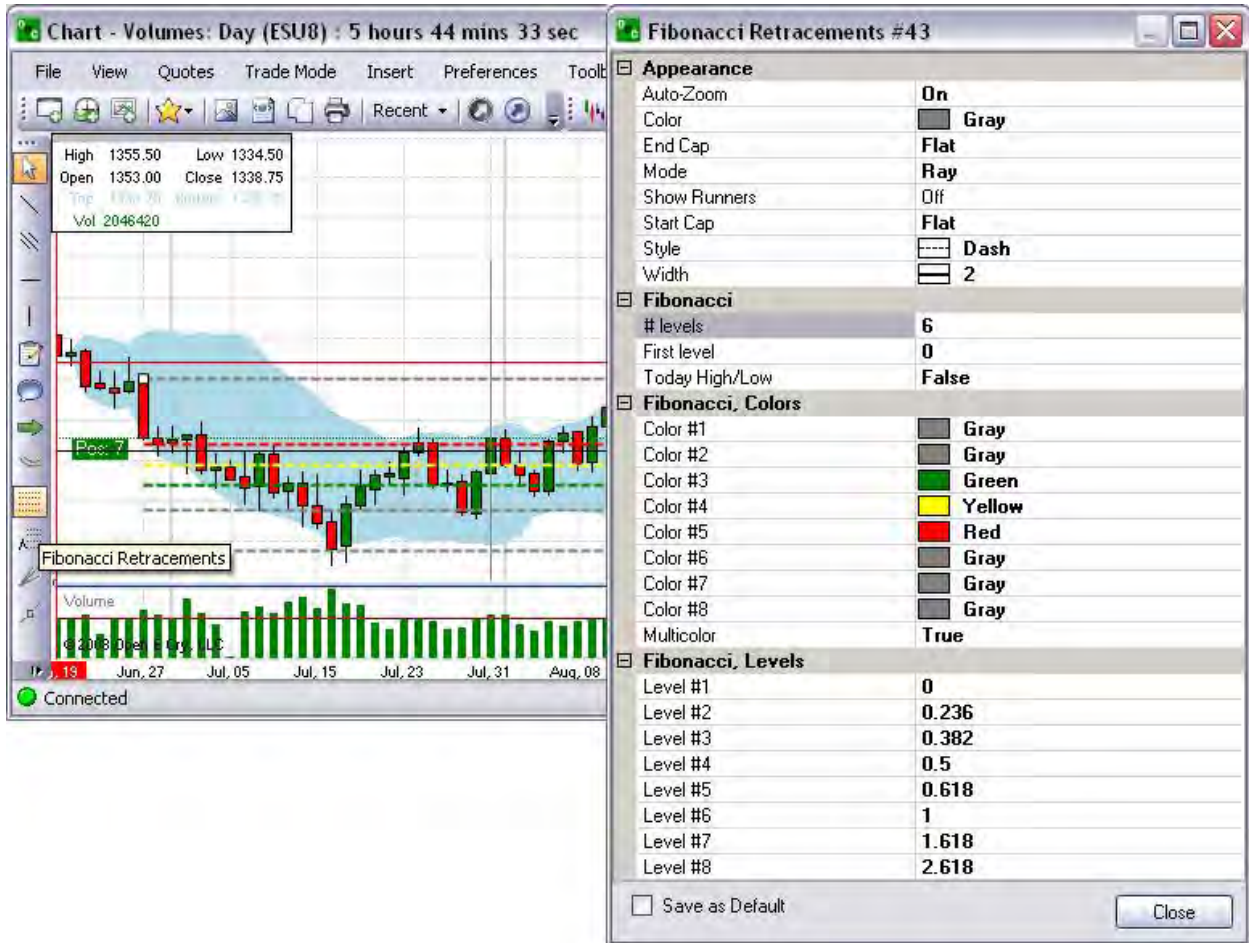 Chart - Volumes: Day (ESU8) : 5 hours 44 mins 33 sec
File View Quotes Trade Mode Insert Preferences Toolb
Recent
High 1355.50 Low 1334.50
Open 1353.00 Close 1338.75
Vol 2046420
Pos: 7
Fibonacci Retracements
Volume
© 2008 Open E Cry, LLC
, 19 Jun, 27 Jul, 05 Jul, 15 Jul, 23 Jul, 31 Aug, 08
Connected
Fibonacci Retracements #43
Appearance
Auto-Zoom On
Color Gray
End Cap Flat
Mode Ray
Show Runners Off
Start Cap Flat
Style Dash
Width 2
Fibonacci
# levels 6
First level 0
Today High/Low False
Fibonacci, Colors
Color #1 Gray
Color #2 Gray
Color #3 Green
Color #4 Yellow
Color #5 Red
Color #6 Gray
Color #7 Gray
Color #8 Gray
Multicolor True
Fibonacci, Levels
Level #1 0
Level #2 0.236
Level #3 0.382
Level #4 0.5
Level #5 0.618
Level #6 1
Level #7 1.618
Level #8 2.618
Save as Default
Close